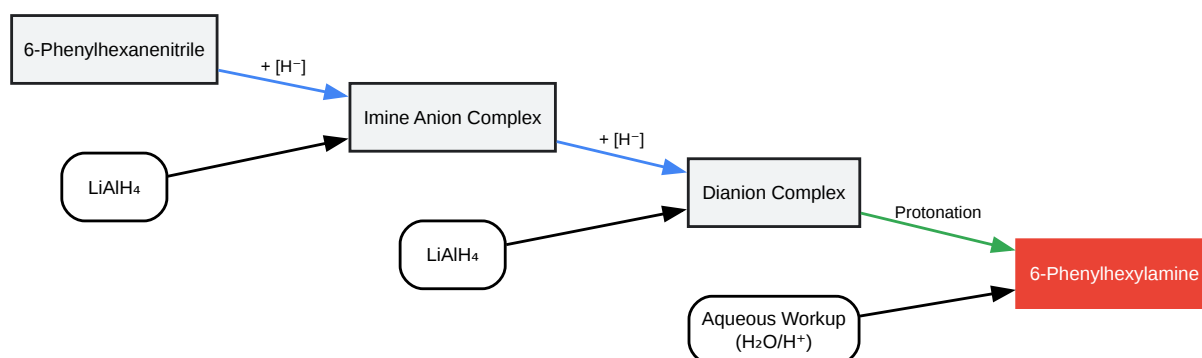 6-Phenylhexanenitrile
+ [H⁻]
Imine Anion Complex
LiAlH₄
+ [H⁻]
Dianion Complex
LiAlH₄
Protonation
6-Phenylhexylamine
Aqueous Workup
(H₂O/H⁺)